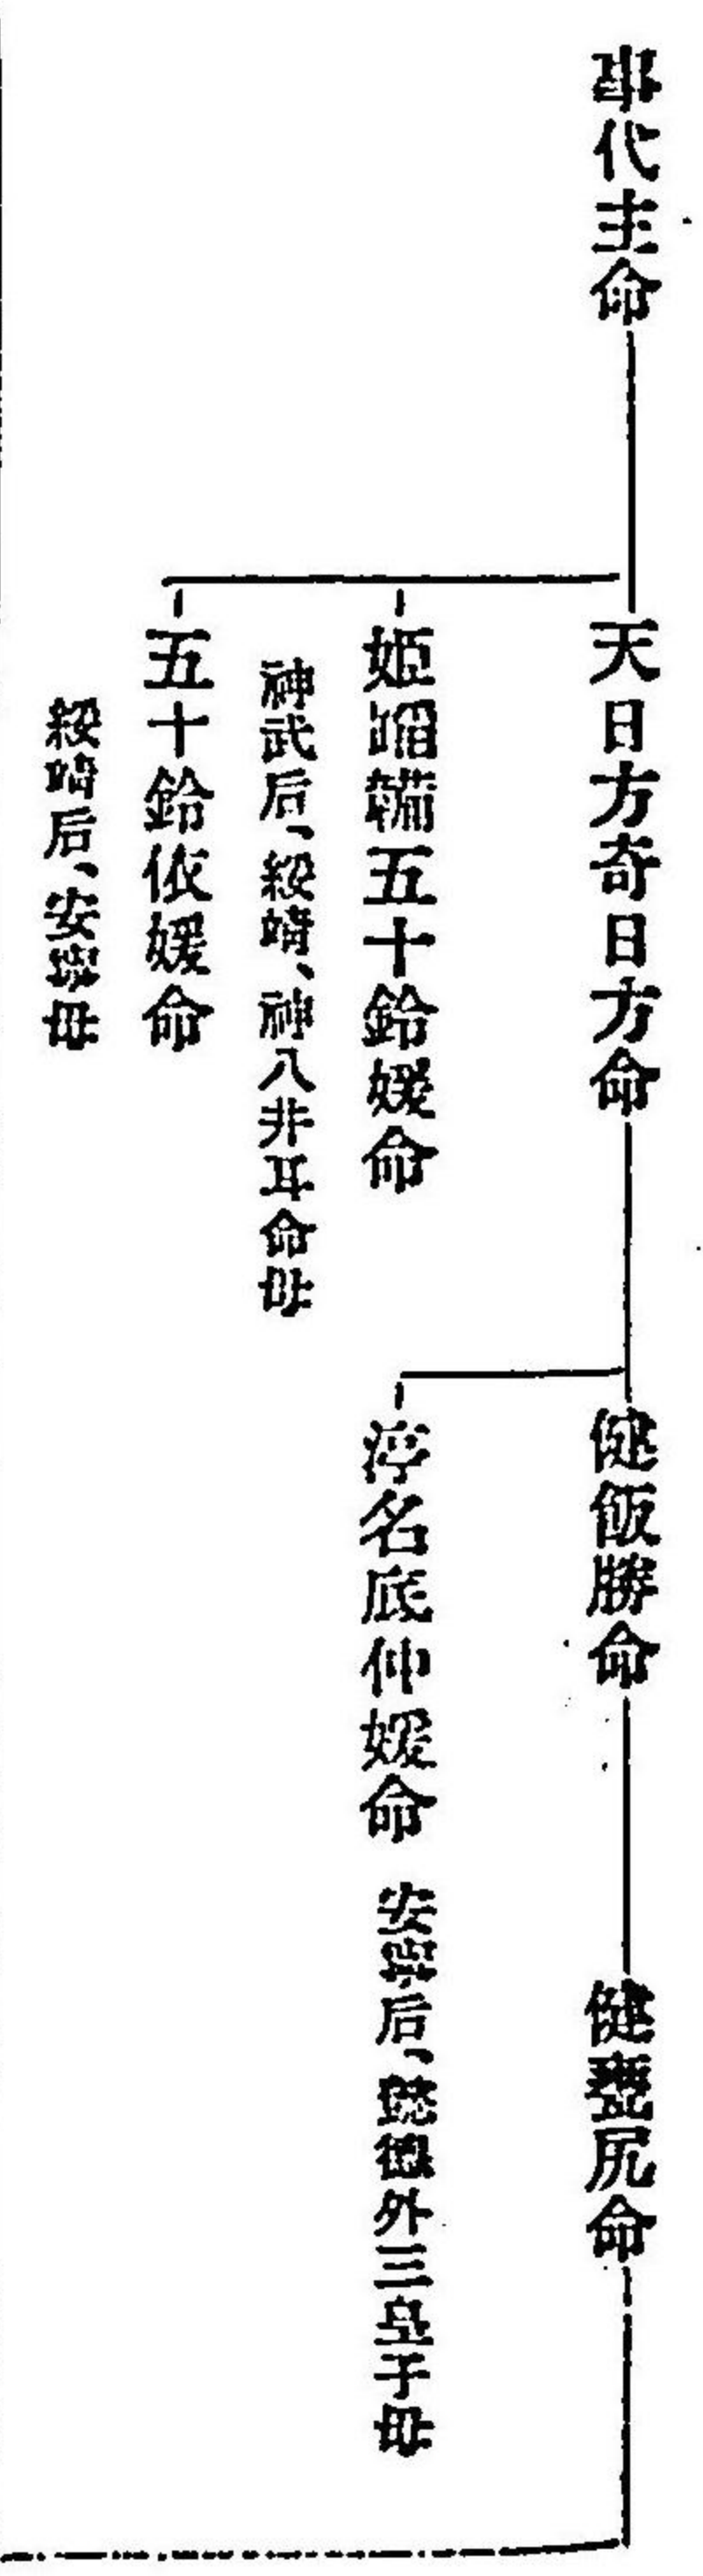 事代主命
天日方奇日方命
健飯勝命
健甕尻命
姫蹈鞴五十鈴媛命
神武后、綏靖、神八井耳命母
渟名底仲媛命
安寧后、懿徳外三皇子母
五十鈴依媛命
綏靖后、安寧母